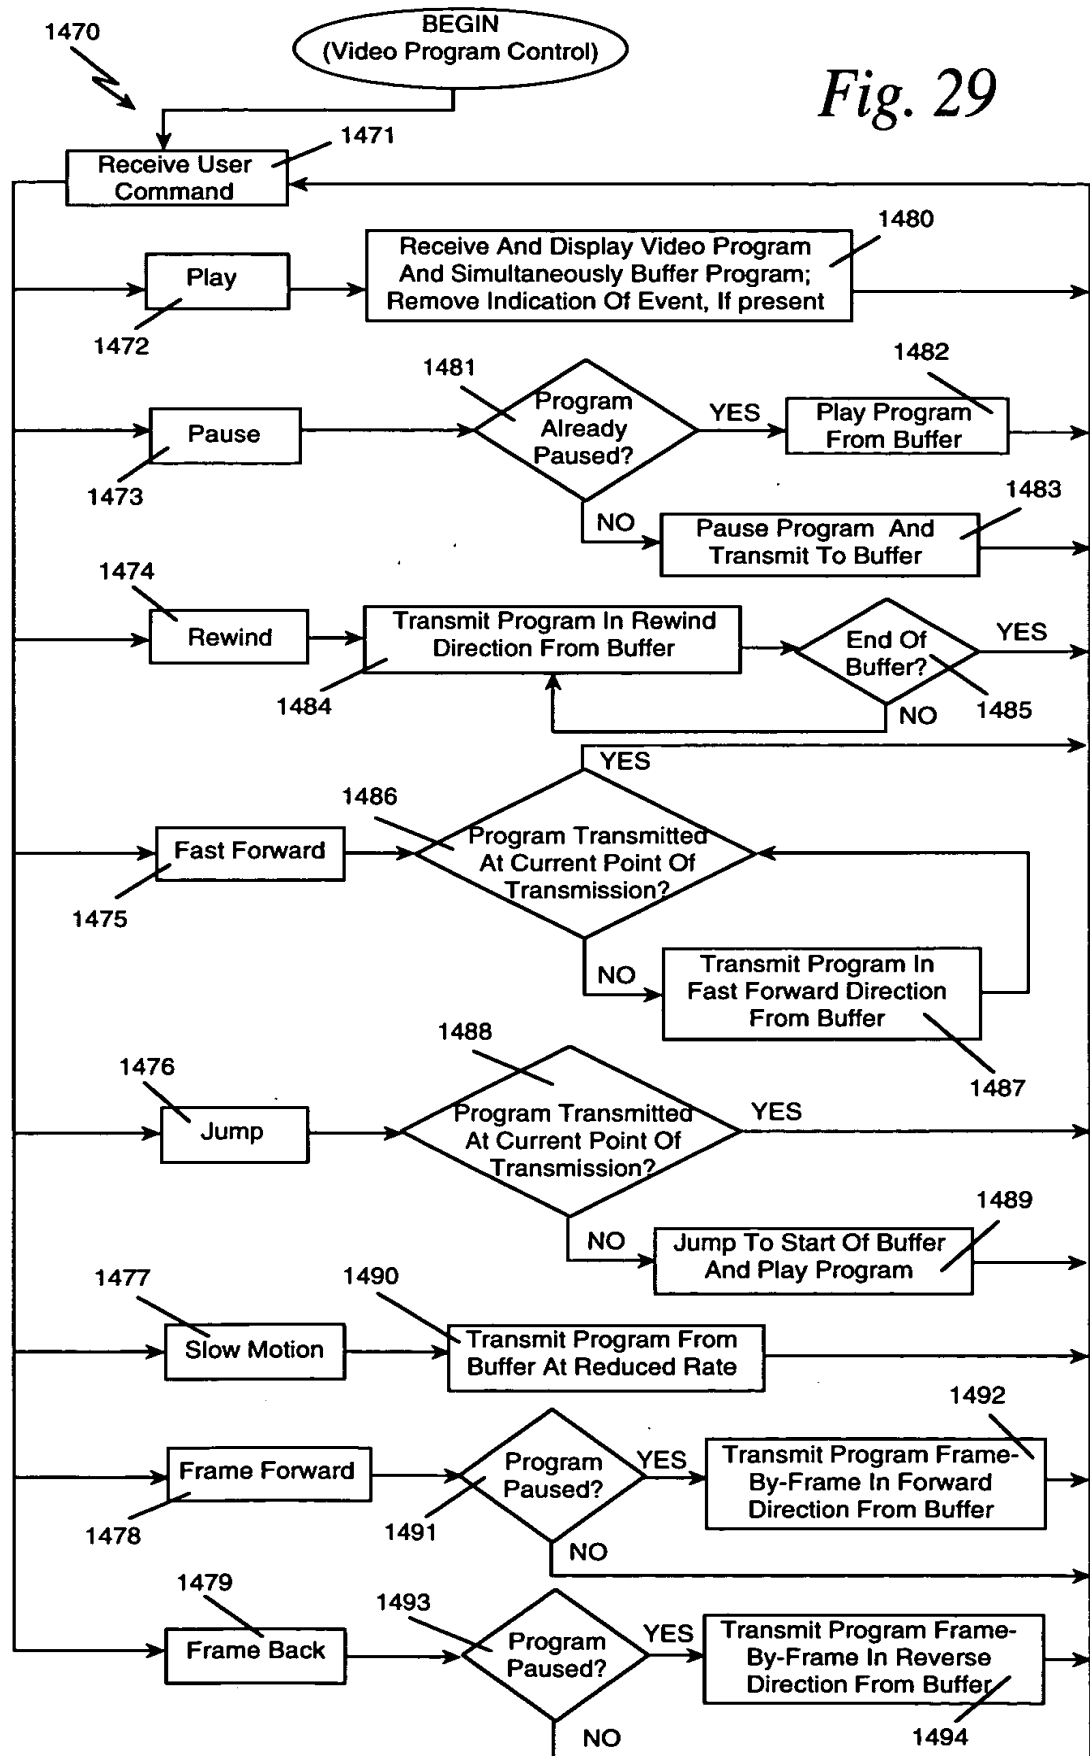 1470
BEGIN
(Video Program Control)
Fig. 29
1471
Receive User
Command
1480
Receive And Display Video Program
And Simultaneously Buffer Program;
Remove Indication Of Event, If present
Play
1472
1481
1482
Program
Already
Paused?
YES
Play Program
From Buffer
Pause
1473
NO
1483
Pause Program And
Transmit To Buffer
1474
Rewind
Transmit Program In Rewind
Direction From Buffer
1484
End Of
Buffer?
YES
1485
NO
YES
1486
Fast Forward
1475
Program Transmitted
At Current Point Of
Transmission?
NO
Transmit Program In
Fast Forward Direction
From Buffer
1487
1488
1476
Jump
Program Transmitted
At Current Point Of
Transmission?
YES
NO
1489
Jump To Start Of Buffer
And Play Program
1477
1490
Slow Motion
Transmit Program From
Buffer At Reduced Rate
1492
Frame Forward
1478
Program
Paused?
1491
YES
Transmit Program Frame-
By-Frame In Forward
Direction From Buffer
NO
1479
1493
Frame Back
Program
Paused?
YES
Transmit Program Frame-
By-Frame In Reverse
Direction From Buffer
1494
NO